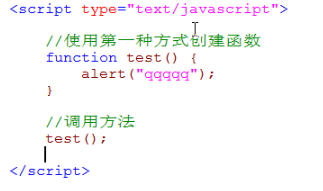 <script type="text/javascript">
//使用第一种方式创建函数
function test() {
alert("qqqqq");
}
//调用方法
test();
</script>